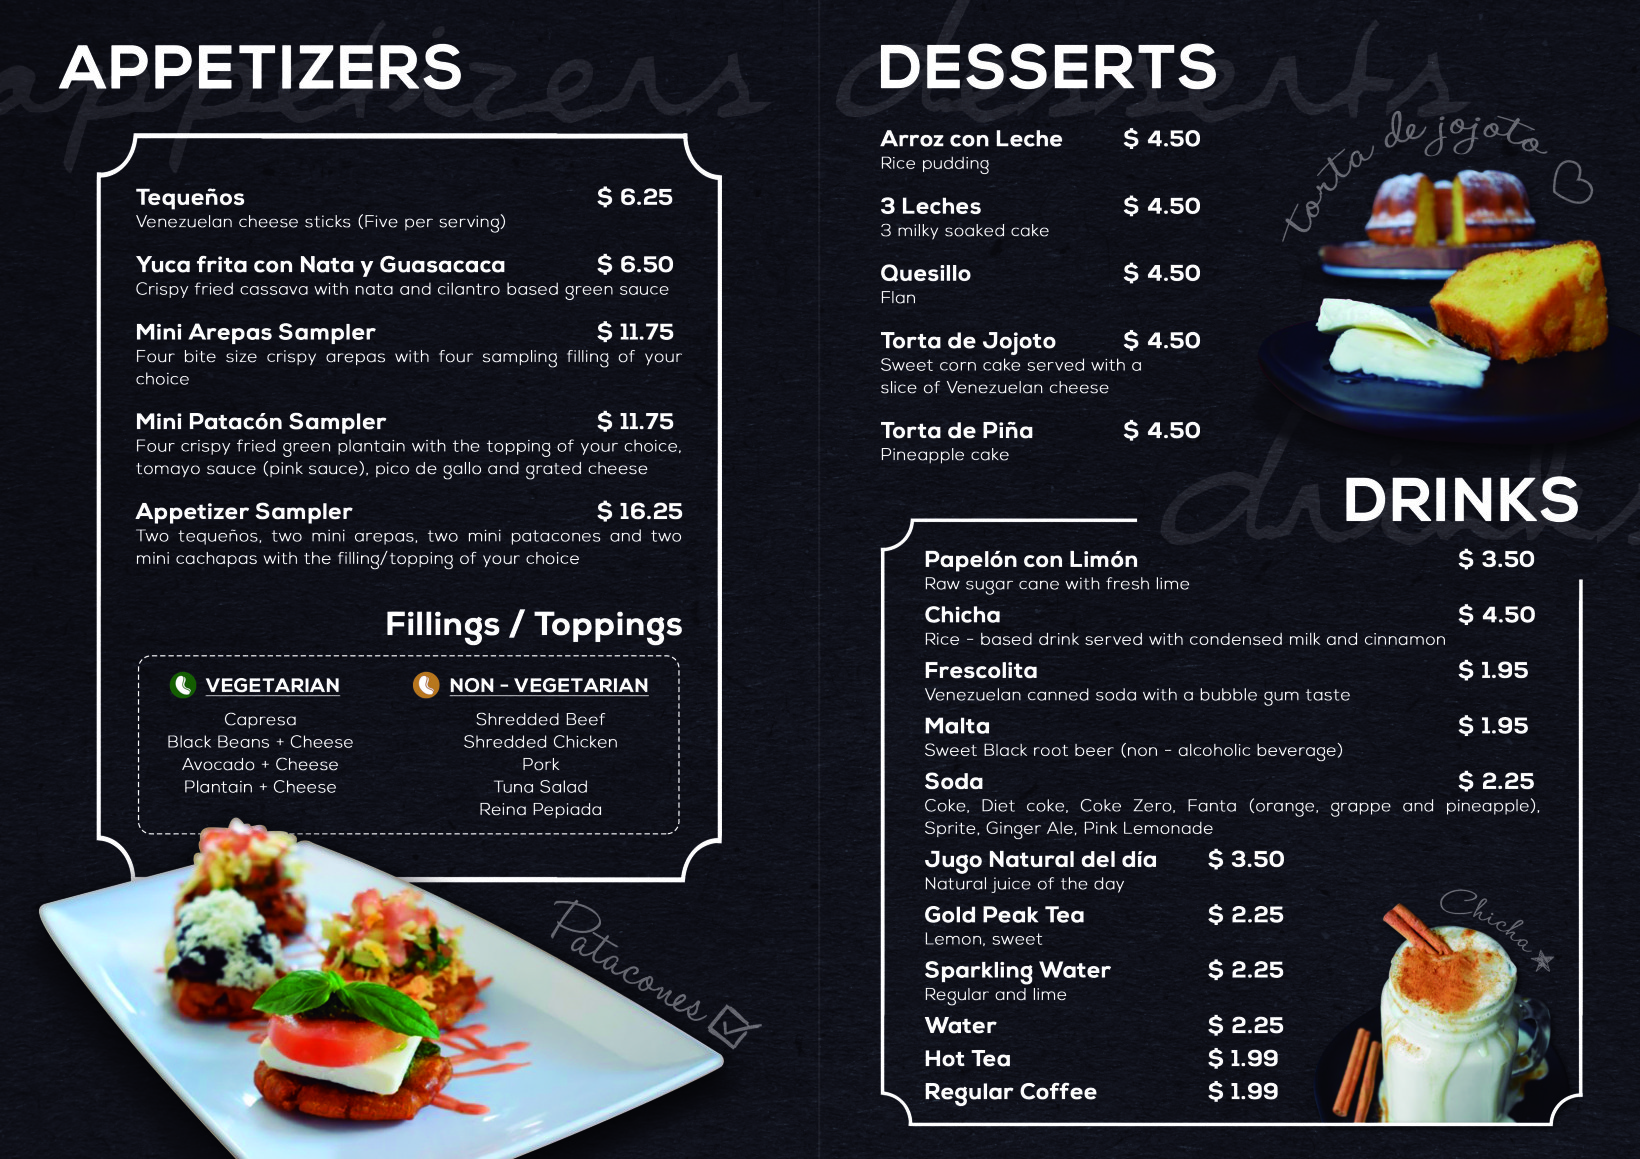 appetizers
APPETIZERS
Tequeños $ 6.25
Venezuelan cheese sticks (Five per serving)
Yuca frita con Nata y Guasacaca $ 6.50
Crispy fried cassava with nata and cilantro based green sauce
Mini Arepas Sampler $ 11.75
Four bite size crispy arepas with four sampling filling of your
choice
Mini Patacón Sampler $ 11.75
Four crispy fried green plantain with the topping of your choice,
tomayo sauce (pink sauce), pico de gallo and grated cheese
Appetizer Sampler $ 16.25
Two tequeños, two mini arepas, two mini patacones and two
mini cachapas with the filling/topping of your choice
Fillings / Toppings
VEGETARIAN
Capresa
Black Beans + Cheese
Avocado + Cheese
Plantain + Cheese
NON - VEGETARIAN
Shredded Beef
Shredded Chicken
Pork
Tuna Salad
Reina Pepiada
Patacones
desserts
DESSERTS
Arroz con Leche $ 4.50
Rice pudding
3 Leches $ 4.50
3 milky soaked cake
Quesillo $ 4.50
Flan
Torta de Jojoto $ 4.50
Sweet corn cake served with a
slice of Venezuelan cheese
Torta de Piña $ 4.50
Pineapple cake
torta de jojoto
drinks
DRINKS
Papelón con Limón $ 3.50
Raw sugar cane with fresh lime
Chicha $ 4.50
Rice - based drink served with condensed milk and cinnamon
Frescolita $ 1.95
Venezuelan canned soda with a bubble gum taste
Malta $ 1.95
Sweet Black root beer (non - alcoholic beverage)
Soda $ 2.25
Coke, Diet coke, Coke Zero, Fanta (orange, grappe and pineapple),
Sprite, Ginger Ale, Pink Lemonade
Jugo Natural del día $ 3.50
Natural juice of the day
Gold Peak Tea $ 2.25
Lemon, sweet
Sparkling Water $ 2.25
Regular and lime
Water $ 2.25
Hot Tea $ 1.99
Regular Coffee $ 1.99
Chicha